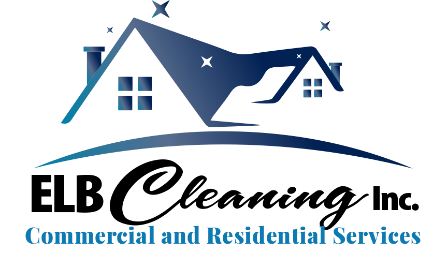 ELB Cleaning Inc.
Commercial and Residential Services